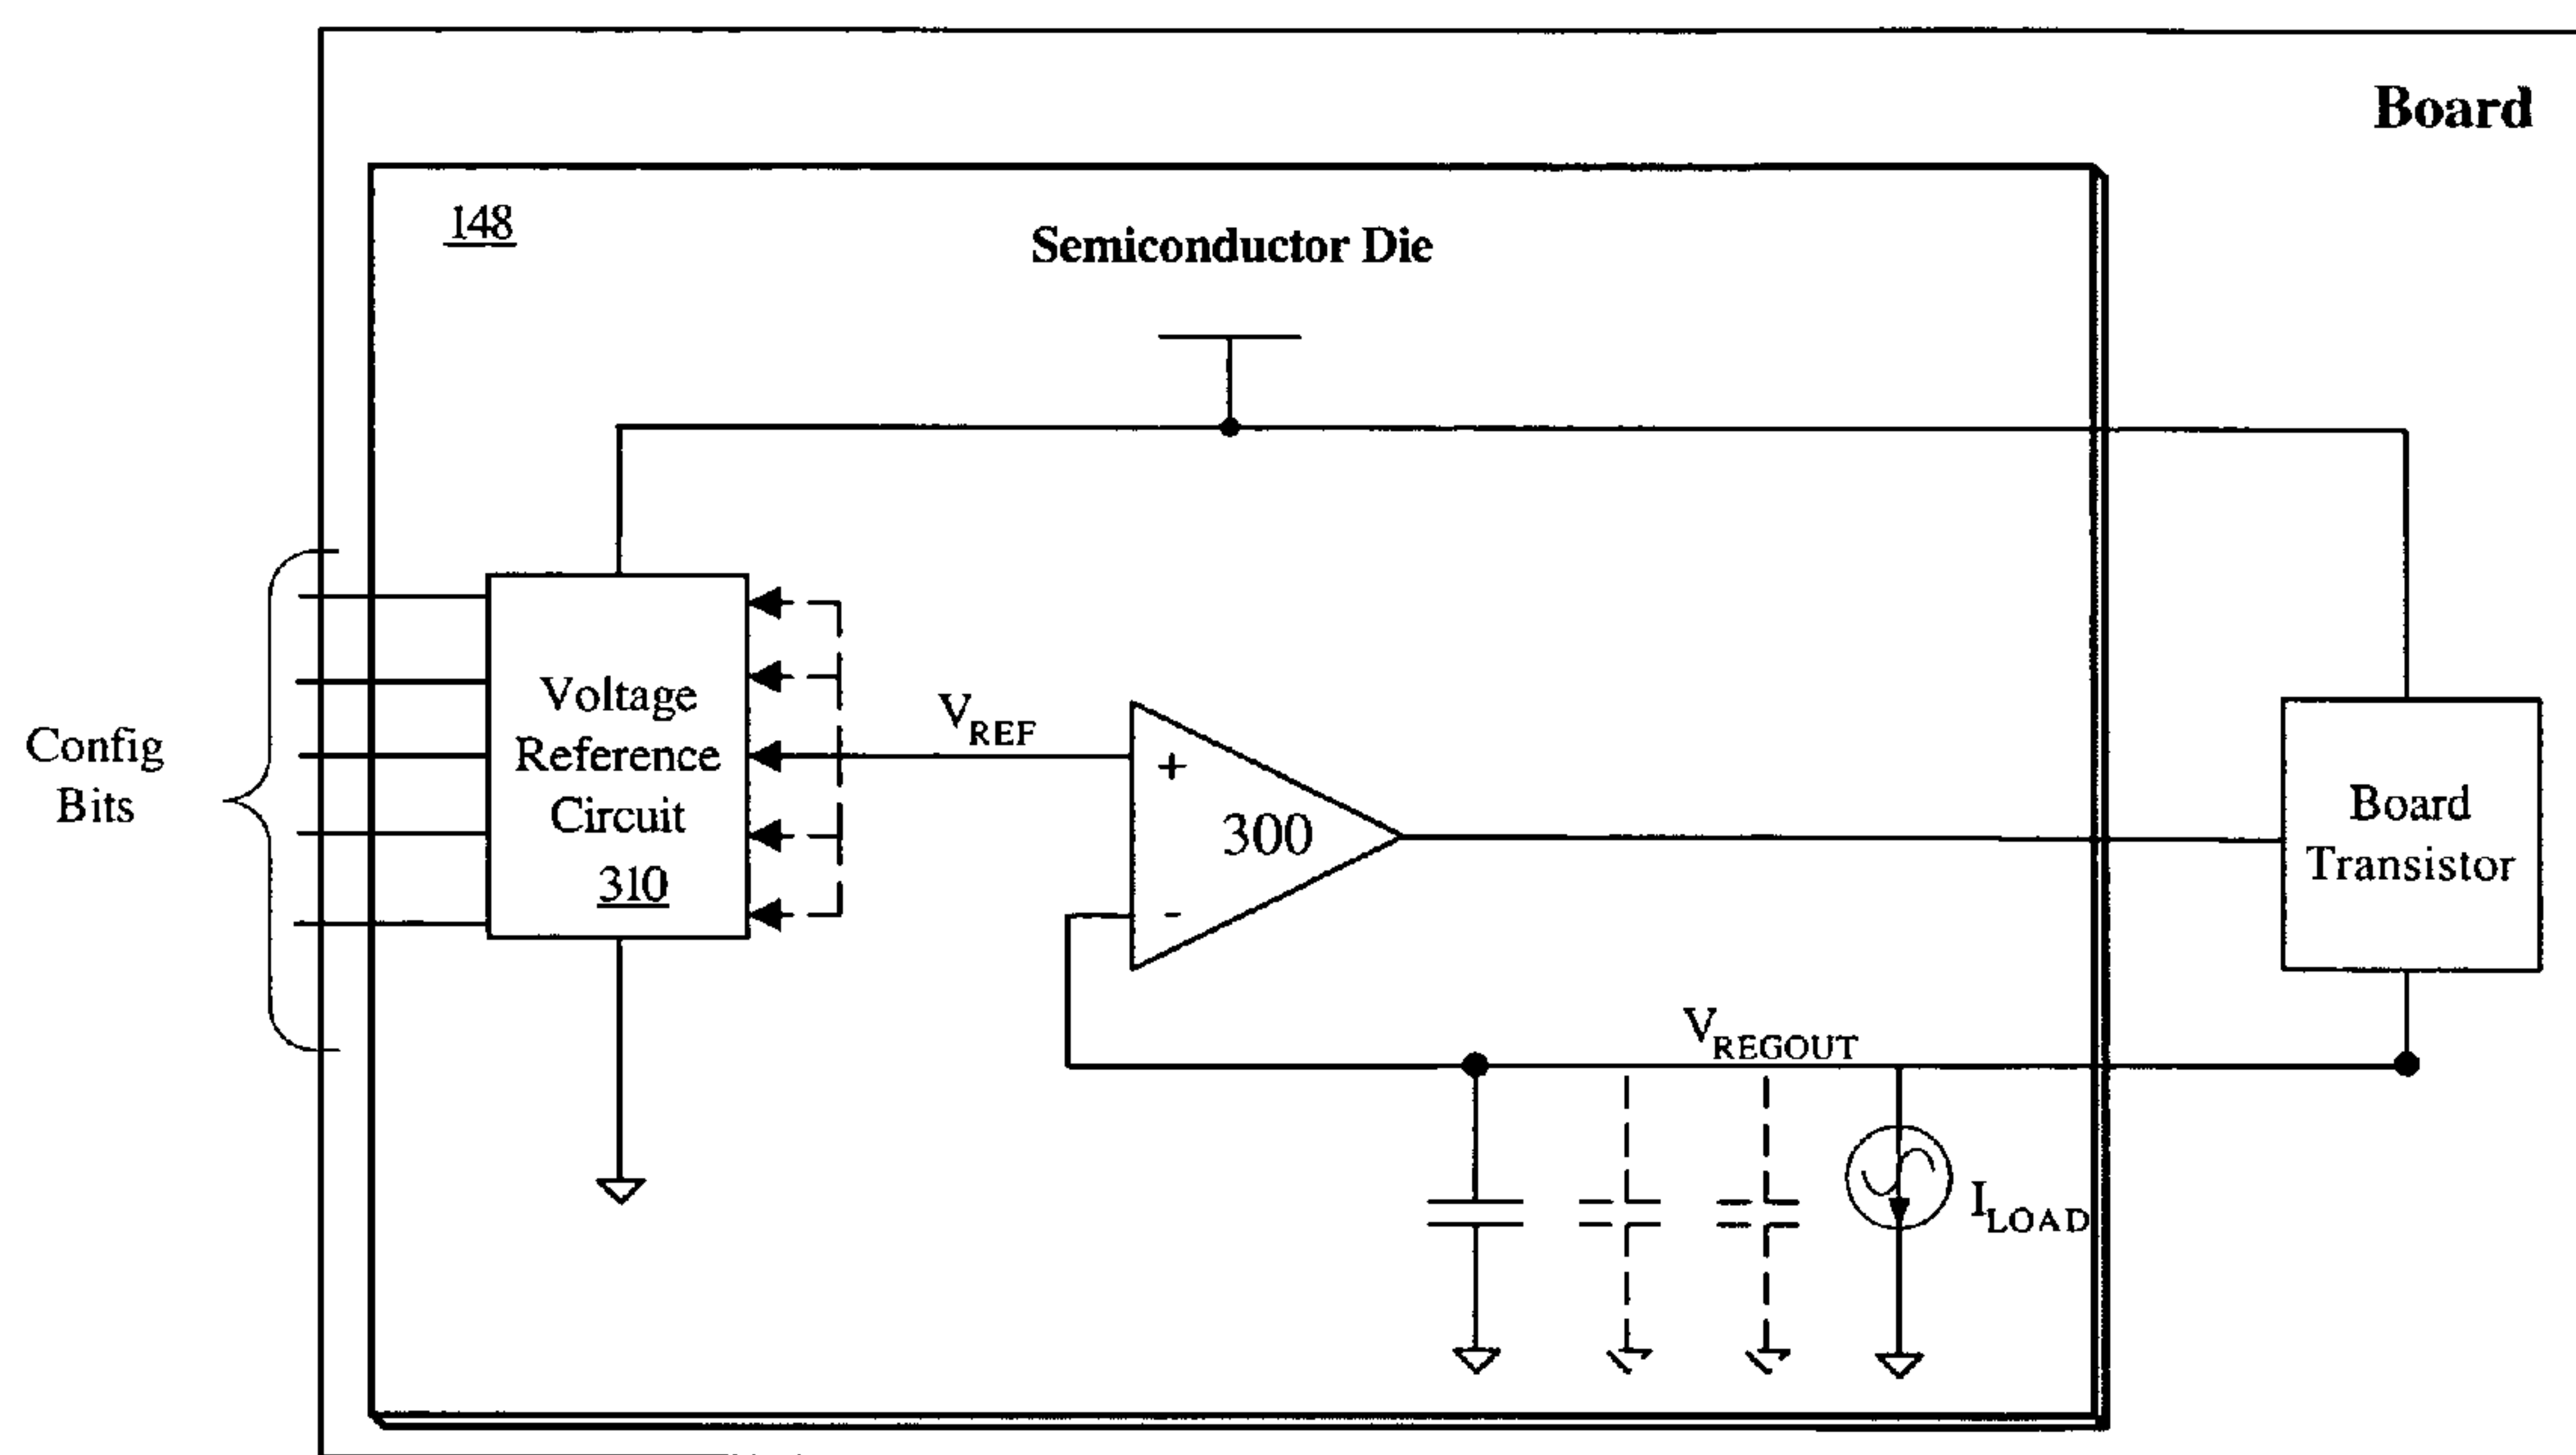 Board
148
Semiconductor Die
Config
Bits
Voltage
Reference
Circuit
310
VREF
+
300
-
Board
Transistor
VREGOUT
ILOAD